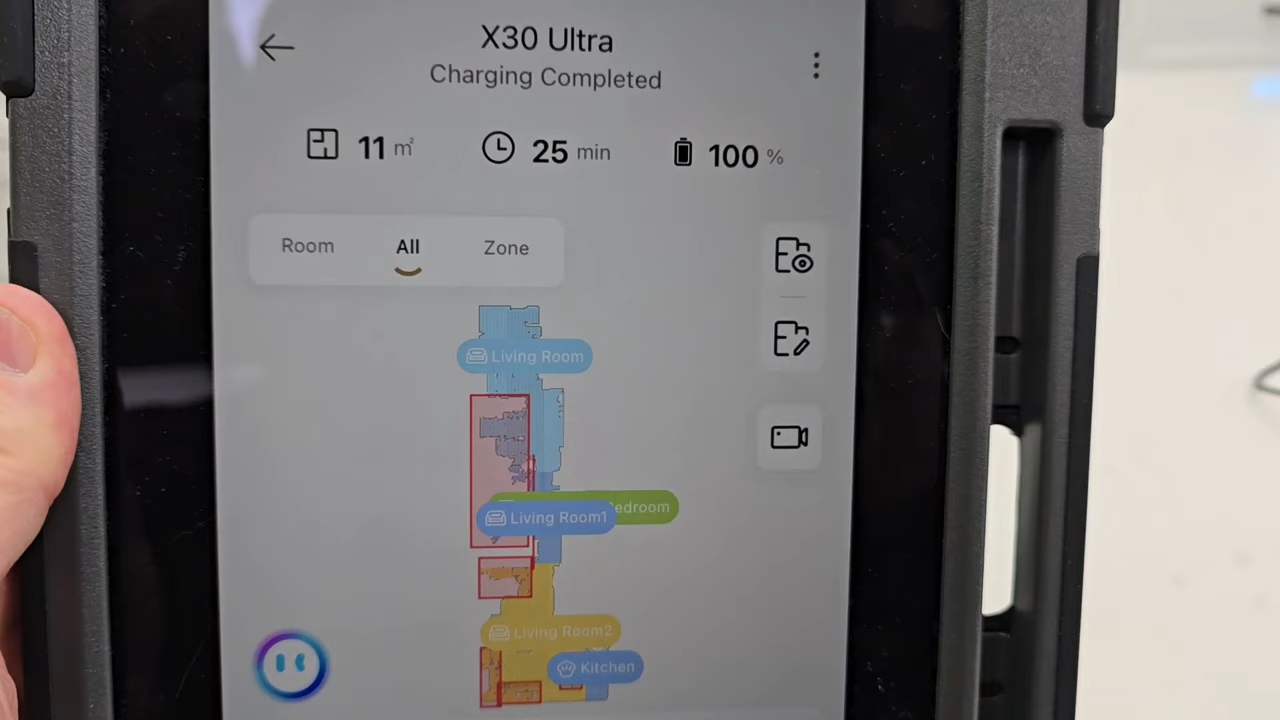 X30 Ultra
Charging Completed
11 ㎡
25 min
100 %
Room
All
Zone
Living Room
edroom
Living Room1
Living Room2
Kitchen